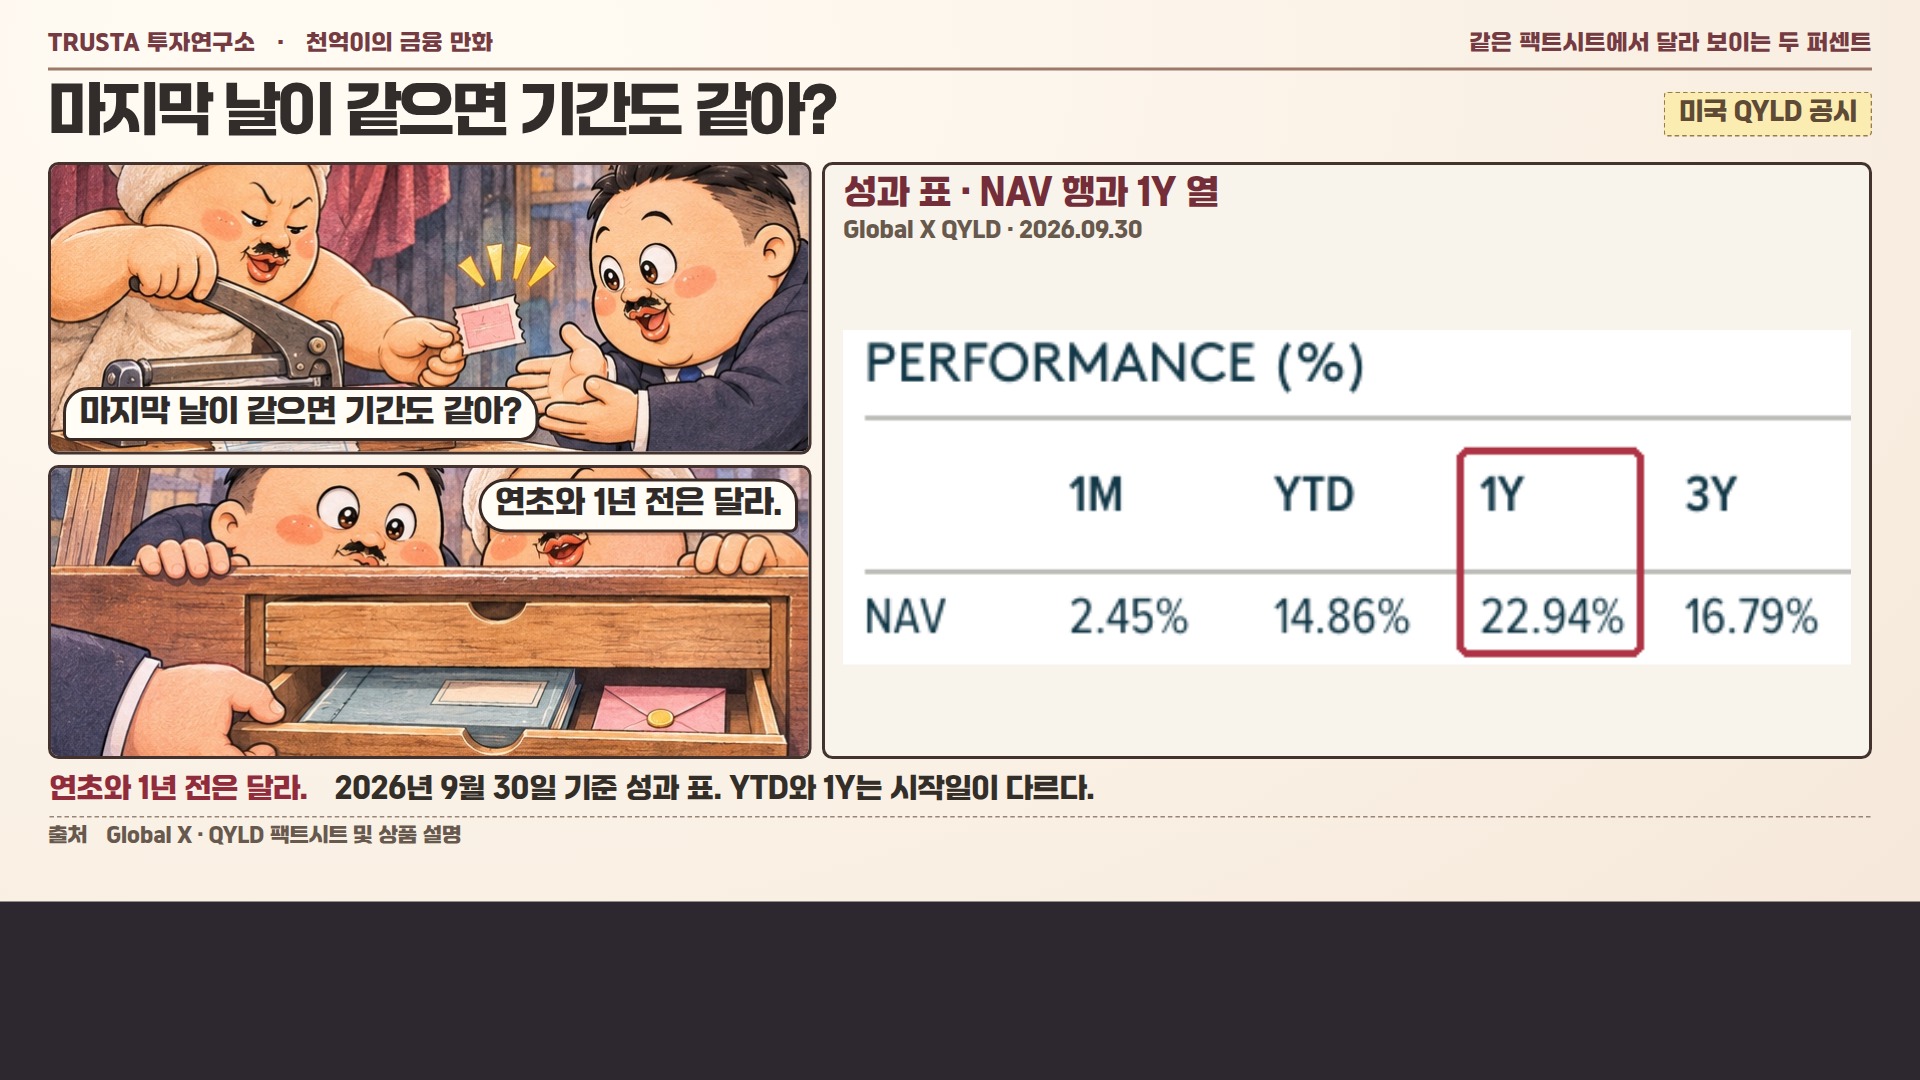 TRUSTA 투자연구소 · 천억이의 금융 만화
같은 팩트시트에서 달라 보이는 두 퍼센트
마지막 날이 같으면 기간도 같아?
미국 QYLD 공시
마지막 날이 같으면 기간도 같아?
연초와 1년 전은 달라.
성과 표 · NAV 행과 1Y 열
Global X QYLD · 2026.09.30
PERFORMANCE (%)
1M YTD 1Y 3Y
NAV 2.45% 14.86% 22.94% 16.79%
연초와 1년 전은 달라. 2026년 9월 30일 기준 성과 표. YTD와 1Y는 시작일이 다르다.
출처 Global X · QYLD 팩트시트 및 상품 설명